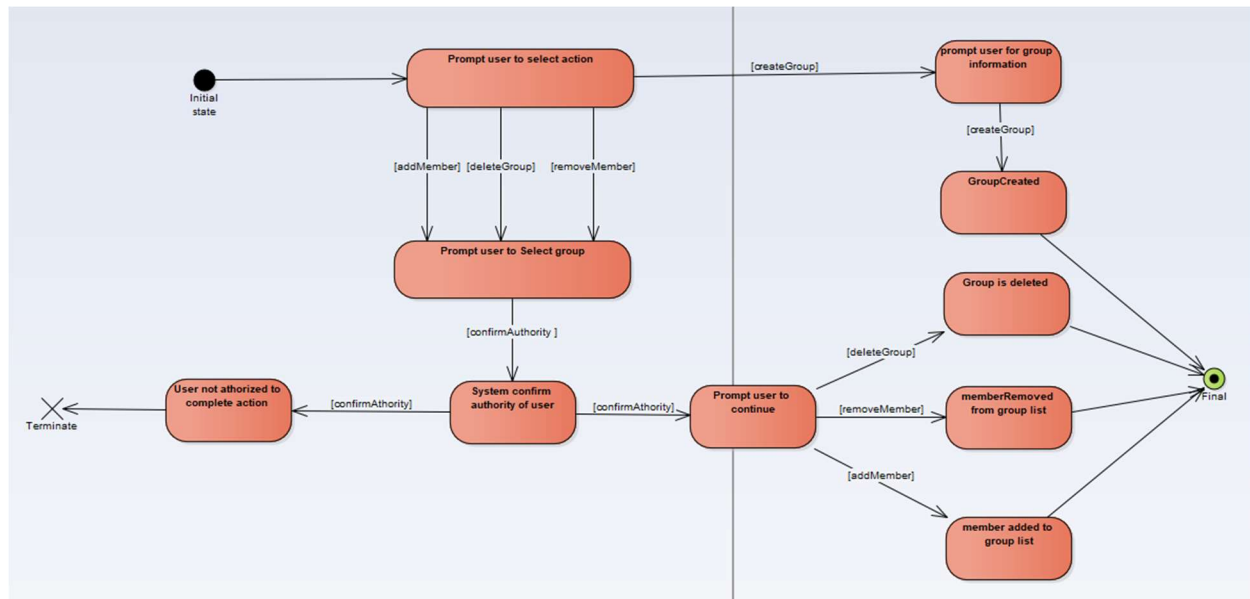 Prompt user to select action
prompt user for group
information
[createGroup]
Initial
state
[createGroup]
[addMember]
[deleteGroup]
[removeMember]
GroupCreated
Prompt user to Select group
Group is deleted
[confirmAuthority ]
[deleteGroup]
User not athorized to
complete action
System confirm
authority of user
Prompt user to
continue
memberRemoved
from group list
[confirmAthority]
[confirmAthority]
[removeMember]
Terminate
Final
[addMember]
member added to
group list